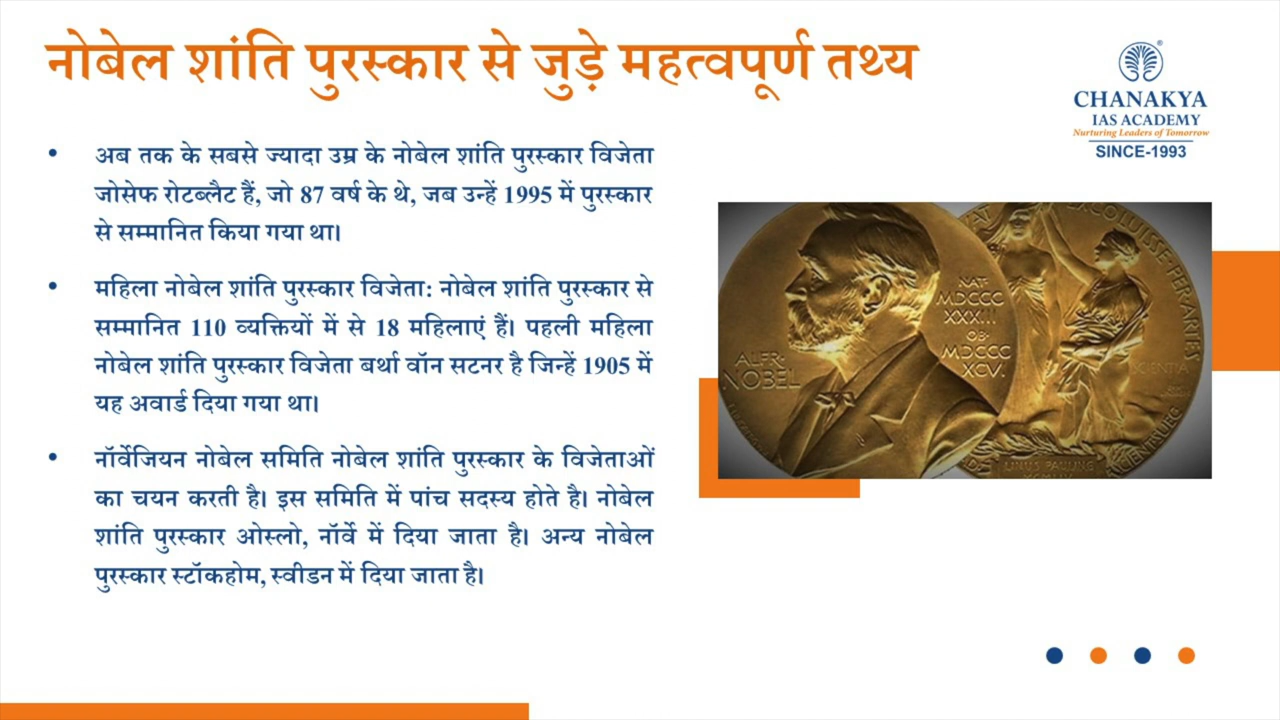 नोबेल शांति पुरस्कार से जुड़े महत्वपूर्ण तथ्य
CHANAKYA
IAS ACADEMY
Nurturing Leaders of Tomorrow
SINCE-1993
• अब तक के सबसे ज्यादा उम्र के नोबेल शांति पुरस्कार विजेता
जोसेफ रोटब्लैट हैं, जो 87 वर्ष के थे, जब उन्हें 1995 में पुरस्कार
से सम्मानित किया गया था।
• महिला नोबेल शांति पुरस्कार विजेता: नोबेल शांति पुरस्कार से
सम्मानित 110 व्यक्तियों में से 18 महिलाएं हैं। पहली महिला
नोबेल शांति पुरस्कार विजेता बर्था वॉन सटनर है जिन्हें 1905 में
यह अवार्ड दिया गया था।
• नॉर्वेजियन नोबेल समिति नोबेल शांति पुरस्कार के विजेताओं
का चयन करती है। इस समिति में पांच सदस्य होते है। नोबेल
शांति पुरस्कार ओस्लो, नॉर्वे में दिया जाता है। अन्य नोबेल
पुरस्कार स्टॉकहोम, स्वीडन में दिया जाता है।
ALFR·
NOBEL
NAT·
MDCCC
XXXIII
OB·
MDCCC
XCV·